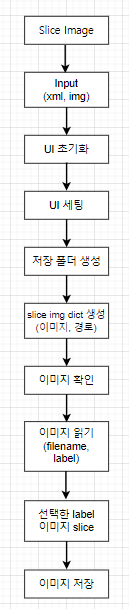 Slice Image
Input
(xml, img)
UI 초기화
UI 세팅
저장 폴더 생성
slice img dict 생성
(이미지, 경로)
이미지 확인
이미지 읽기
(filename,
label)
선택한 label
이미지 slice
이미지 저장